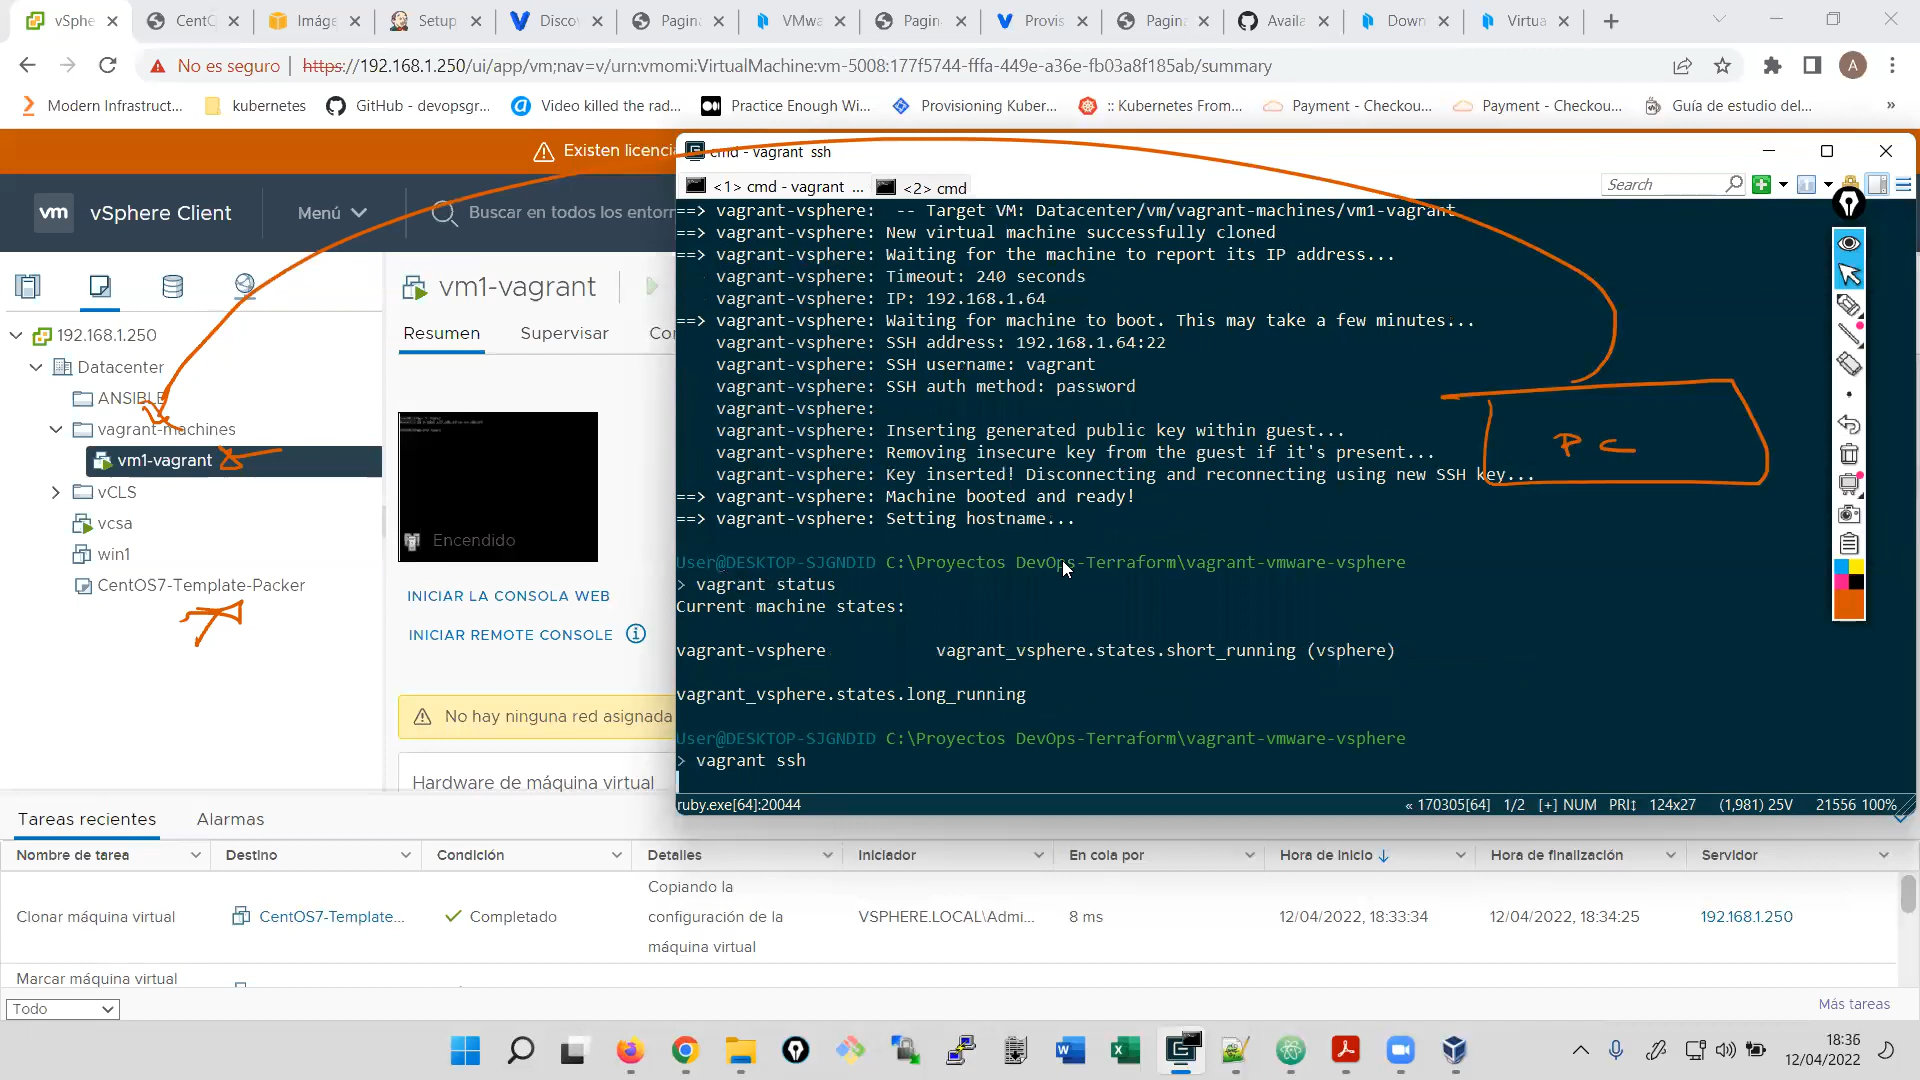 vSphe
CentC
Imáge
Setup
Disco
Pagin
VMwa
Pagin
Provis
Pagin
Availa
Down
Virtua
No es seguro | https://192.168.1.250/ui/app/vm;nav=v/urn:vmomi:VirtualMachine:vm-5008:177f5744-fffa-449e-a36e-fb03a8f185ab/summary
A
Modern Infrastruct...
kubernetes
GitHub - devopsgr...
Video killed the rad...
Practice Enough Wi...
Provisioning Kuber...
:: Kubernetes From...
Payment - Checkou...
Payment - Checkou...
Guía de estudio del...
»
Existen licencia
vm vSphere Client
Menú
Buscar en todos los entorn
192.168.1.250
Datacenter
ANSIBLE
vagrant-machines
vm1-vagrant
vCLS
vcsa
win1
CentOS7-Template-Packer
vm1-vagrant
Resumen
Supervisar
Co
Encendido
INICIAR LA CONSOLA WEB
INICIAR REMOTE CONSOLE
No hay ninguna red asignada
Hardware de máquina virtual
cmd - vagrant ssh
<1> cmd - vagrant ...
<2> cmd
Search
==> vagrant-vsphere:  -- Target VM: Datacenter/vm/vagrant-machines/vm1-vagrant
==> vagrant-vsphere: New virtual machine successfully cloned
==> vagrant-vsphere: Waiting for the machine to report its IP address...
vagrant-vsphere: Timeout: 240 seconds
vagrant-vsphere: IP: 192.168.1.64
==> vagrant-vsphere: Waiting for machine to boot. This may take a few minutes...
vagrant-vsphere: SSH address: 192.168.1.64:22
vagrant-vsphere: SSH username: vagrant
vagrant-vsphere: SSH auth method: password
vagrant-vsphere:
vagrant-vsphere: Inserting generated public key within guest...
vagrant-vsphere: Removing insecure key from the guest if it's present...
vagrant-vsphere: Key inserted! Disconnecting and reconnecting using new SSH key...
==> vagrant-vsphere: Machine booted and ready!
==> vagrant-vsphere: Setting hostname...
User@DESKTOP-SJGNDID C:\Proyectos DevOps-Terraform\vagrant-vmware-vsphere
> vagrant status
Current machine states:
vagrant-vsphere           vagrant_vsphere.states.short_running (vsphere)
vagrant_vsphere.states.long_running
User@DESKTOP-SJGNDID C:\Proyectos DevOps-Terraform\vagrant-vmware-vsphere
> vagrant ssh
ruby.exe[64]:20044
« 170305[64] 1/2 [+] NUM PRI↕ 124x27 (1,981) 25V 21556 100%
PC
Tareas recientes
Alarmas
Nombre de tarea
Destino
Condición
Detalles
Iniciador
En cola por
Hora de inicio ↓
Hora de finalización
Servidor
Clonar máquina virtual
CentOS7-Template...
Completado
Copiando la
configuración de la
máquina virtual
VSPHERE.LOCAL\Admi...
8 ms
12/04/2022, 18:33:34
12/04/2022, 18:34:25
192.168.1.250
Marcar máquina virtual
Todo
Más tareas
18:36
12/04/2022